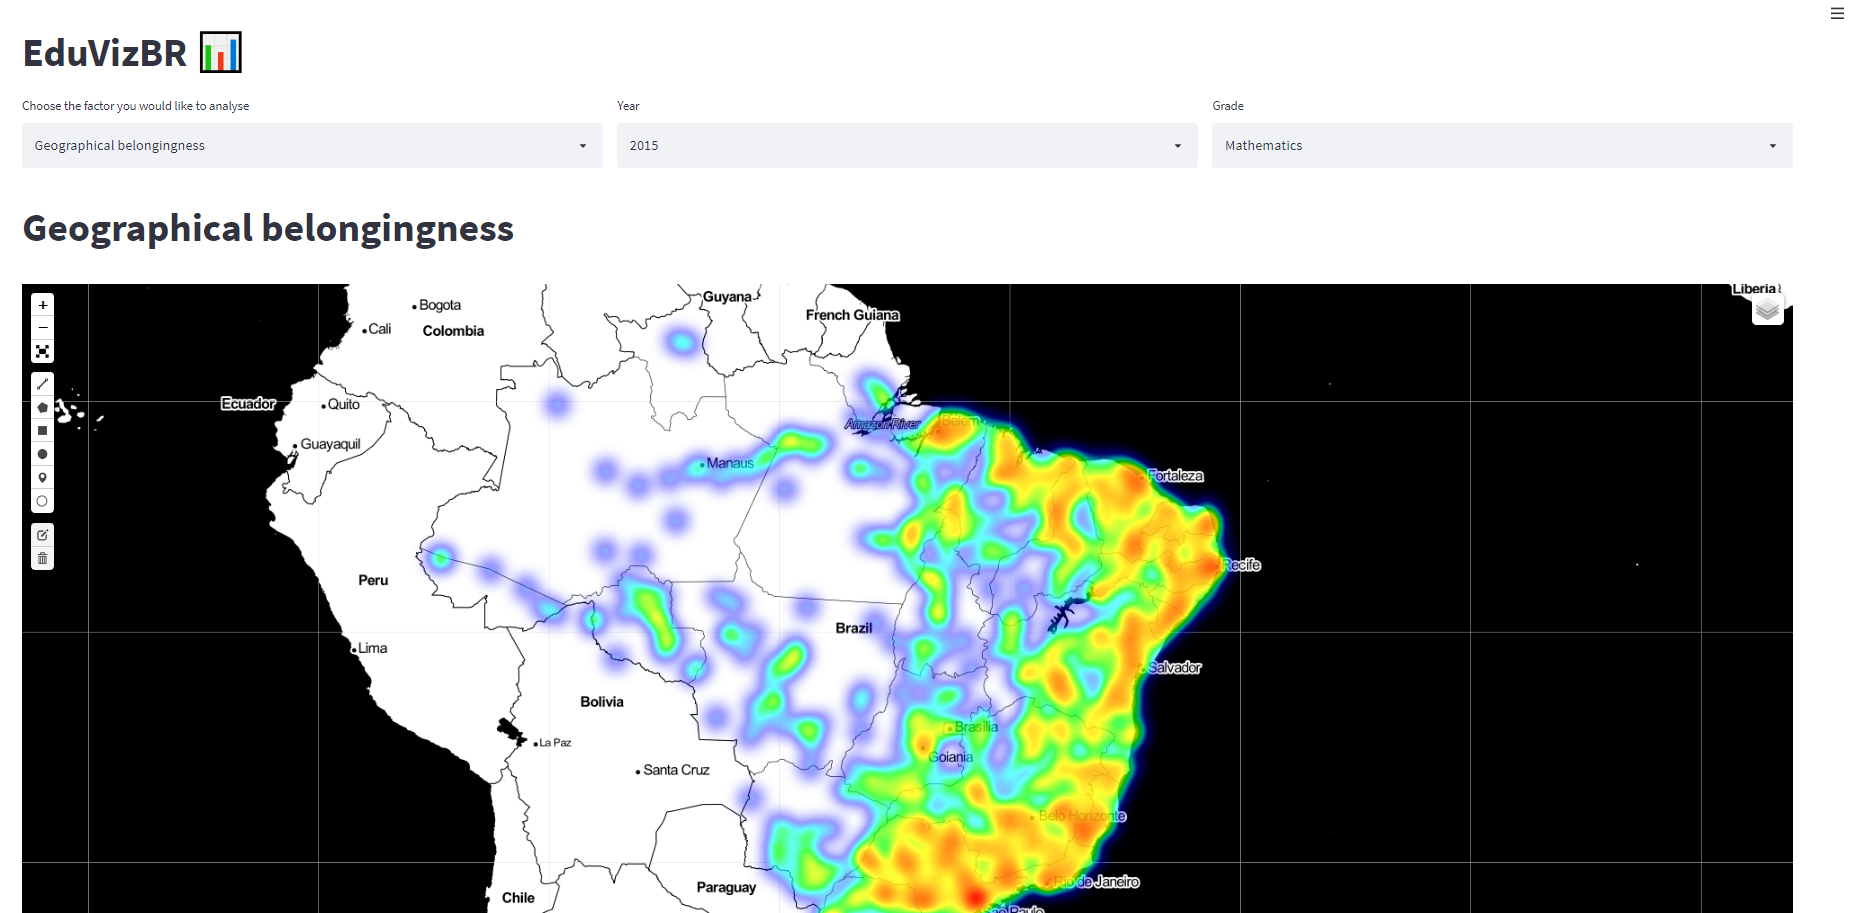 EduVizBR
Choose the factor you would like to analyse
Year
Grade
Geographical belongingness
2015
Mathematics
Geographical belongingness
+
−
Liberia
Guyana
Bogota
French Guiana
Cali
Colombia
Ecuador
Quito
Amazon River
Belem
Guayaquil
Manaus
Fortaleza
Recife
Peru
Brazil
Lima
Salvador
Bolivia
Brasilia
La Paz
Goiania
Santa Cruz
Belo Horizonte
Rio de Janeiro
Paraguay
Chile
Sao Paulo